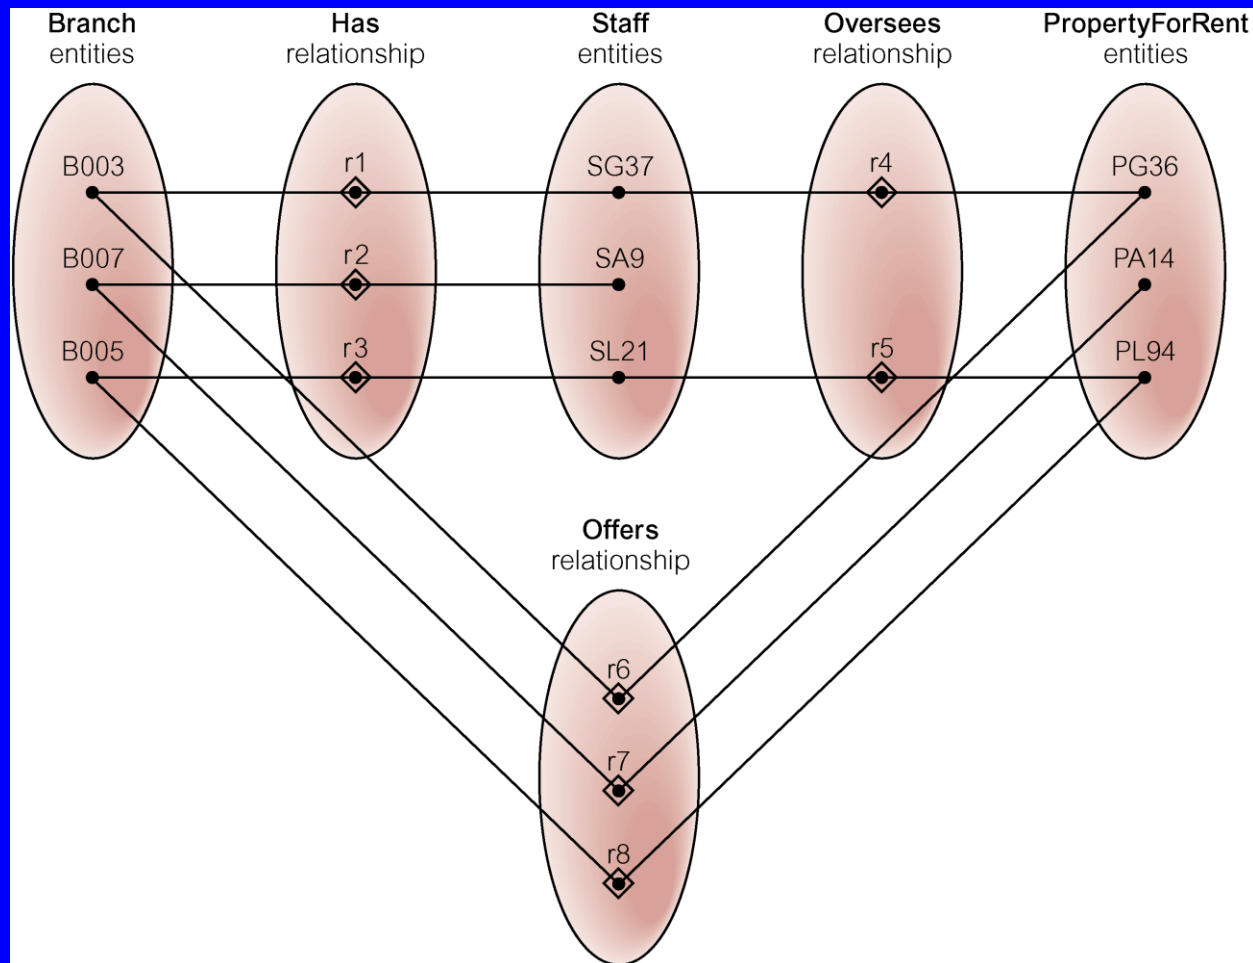 Branch
entities
Has
relationship
Staff
entities
Oversees
relationship
PropertyForRent
entities
B003
r1
SG37
r4
PG36
B007
r2
SA9
PA14
B005
r3
SL21
r5
PL94
Offers
relationship
r6
r7
r8